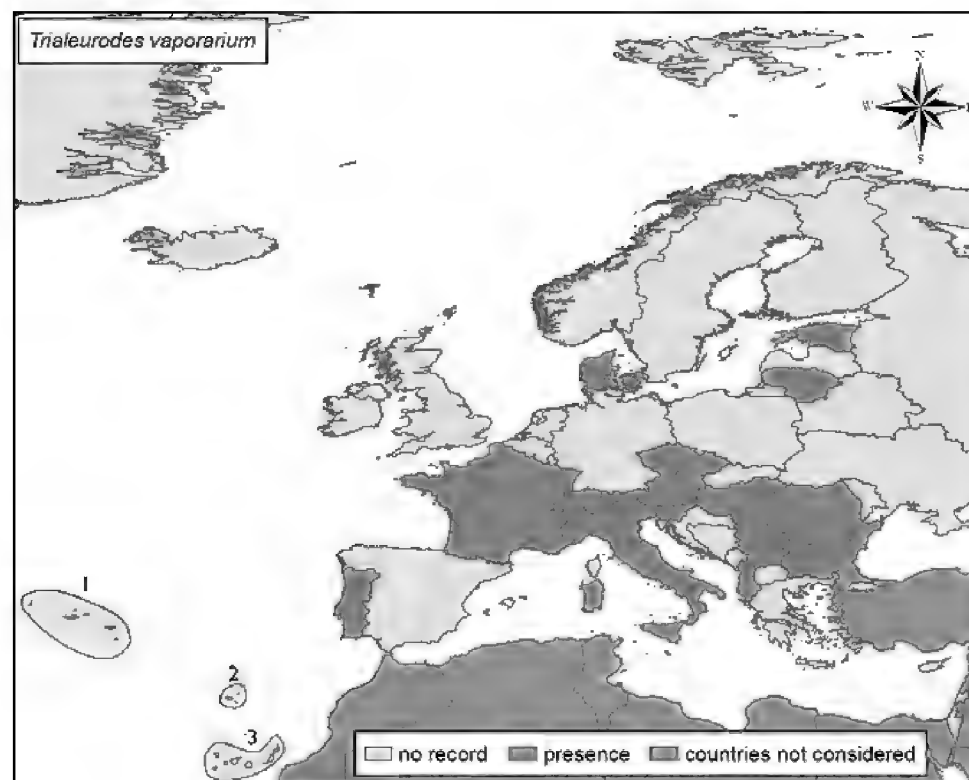 Trialeurodes vaporarium
N
W
S
1
2
3
no record presence countries not considered